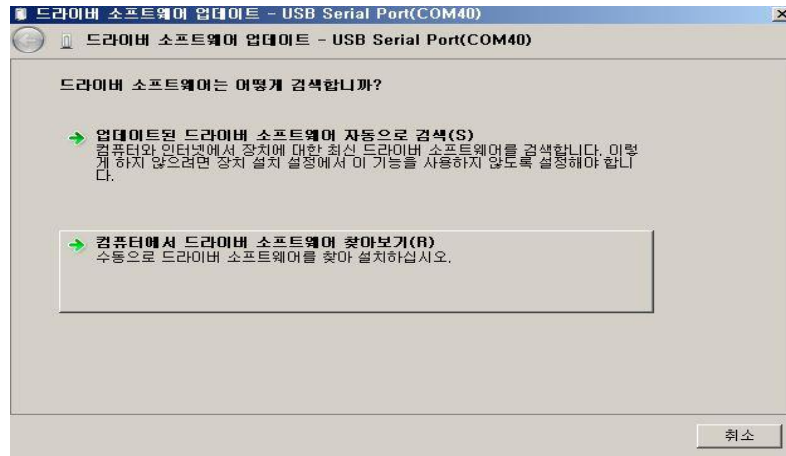 드라이버 소프트웨어 업데이트 - USB Serial Port(COM40)
드라이버 소프트웨어 업데이트 - USB Serial Port(COM40)
드라이버 소프트웨어는 어떻게 검색합니까?
업데이트된 드라이버 소프트웨어 자동으로 검색(S)
컴퓨터와 인터넷에서 장치에 대한 최신 드라이버 소프트웨어를 검색합니다. 이렇
게 하지 않으려면 장치 설치 설정에서 이 기능을 사용하지 않도록 설정해야 합니
다.
컴퓨터에서 드라이버 소프트웨어 찾아보기(R)
수동으로 드라이버 소프트웨어를 찾아 설치하십시오.
취소